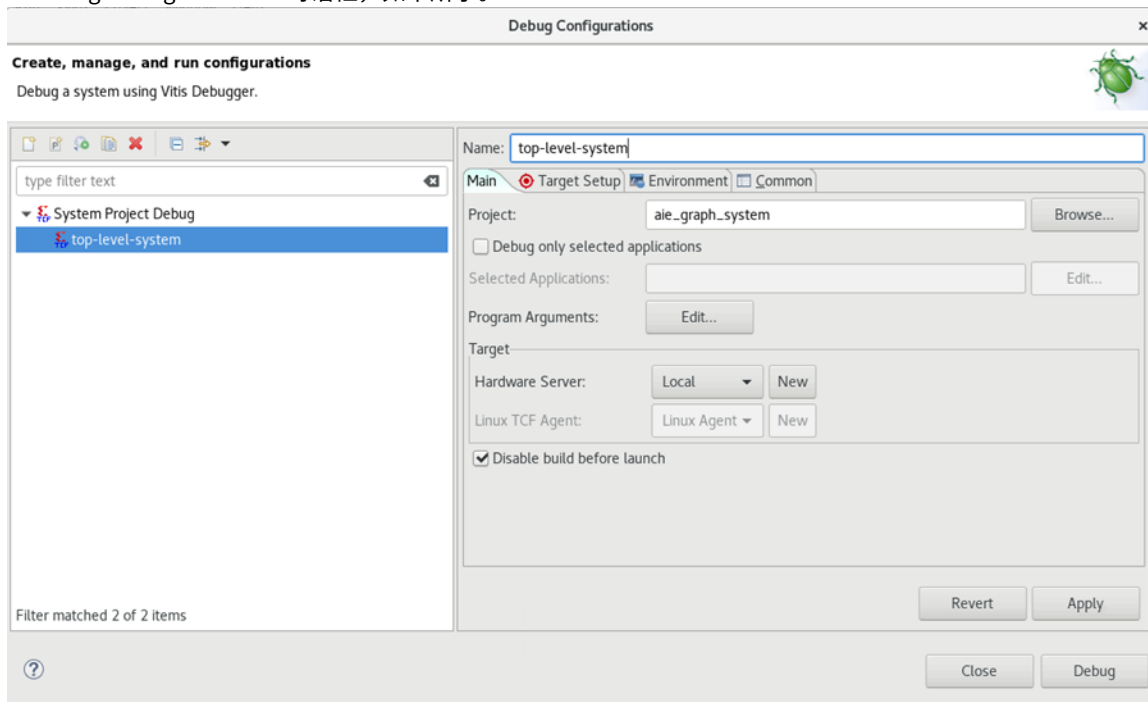 Debug Configurations
Create, manage, and run configurations
Debug a system using Vitis Debugger.
type filter text
System Project Debug
top-level-system
Filter matched 2 of 2 items
Name: top-level-system
Main Target Setup Environment Common
Project: aie_graph_system Browse...
Debug only selected applications
Selected Applications: Edit...
Program Arguments: Edit...
Target
Hardware Server: Local New
Linux TCF Agent: Linux Agent New
Disable build before launch
Revert Apply
Close Debug